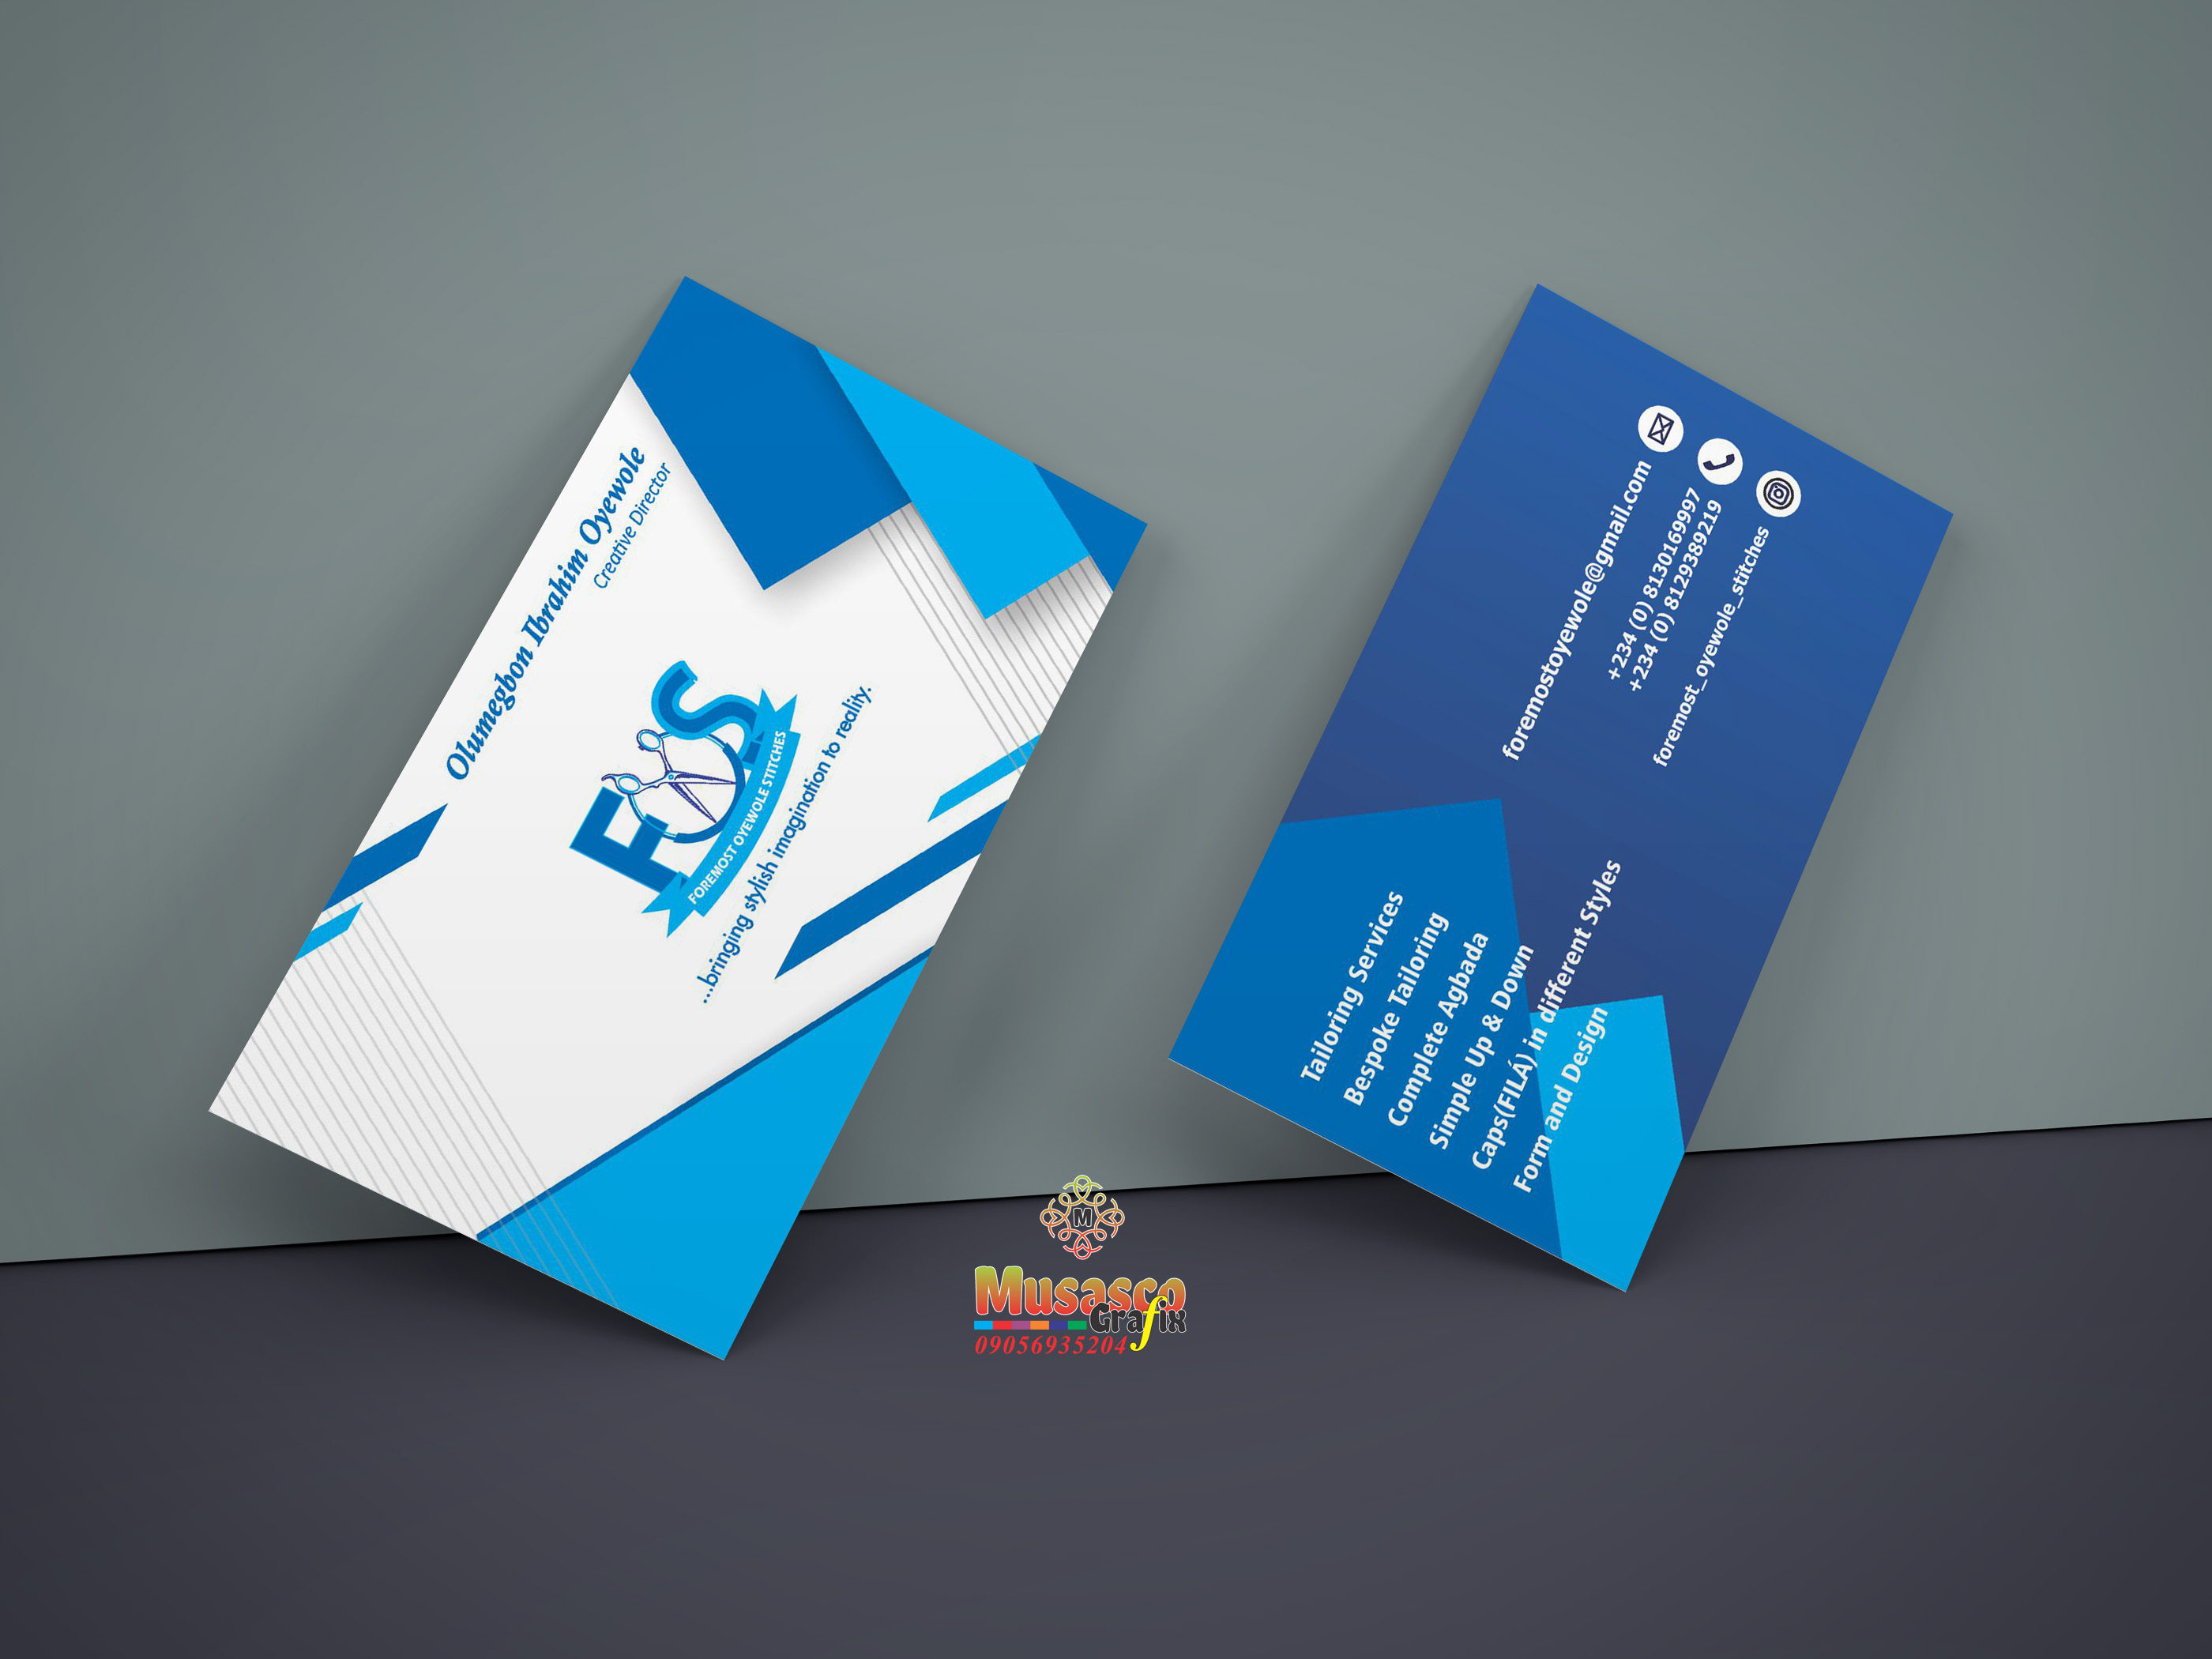 Olumegbon Ibrahim Oyewole
Creative Director
FOS
FOREMOST OYEWOLE STITCHES
...bringing stylish imagination to reality.
foremostoyewole@gmail.com
+234 (0) 8130169997
+234 (0) 8129389219
foremost_oyewole_stitches
Tailoring Services
Bespoke Tailoring
Complete Agbada
Simple Up & Down
Caps(FILÁ) in different Styles
Form and Design
M
Musasco
Grafix
09056935204